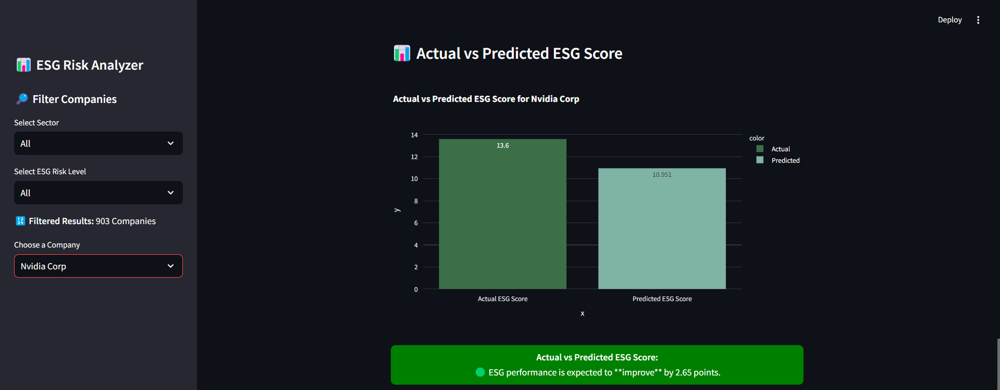 Deploy
ESG Risk Analyzer
Filter Companies
Select Sector
All
Select ESG Risk Level
All
Filtered Results: 903 Companies
Choose a Company
Nvidia Corp
Actual vs Predicted ESG Score
Actual vs Predicted ESG Score for Nvidia Corp
14
12
10
8
6
4
2
0
y
13.6
10.951
Actual ESG Score
Predicted ESG Score
x
color
Actual
Predicted
Actual vs Predicted ESG Score:
ESG performance is expected to **improve** by 2.65 points.